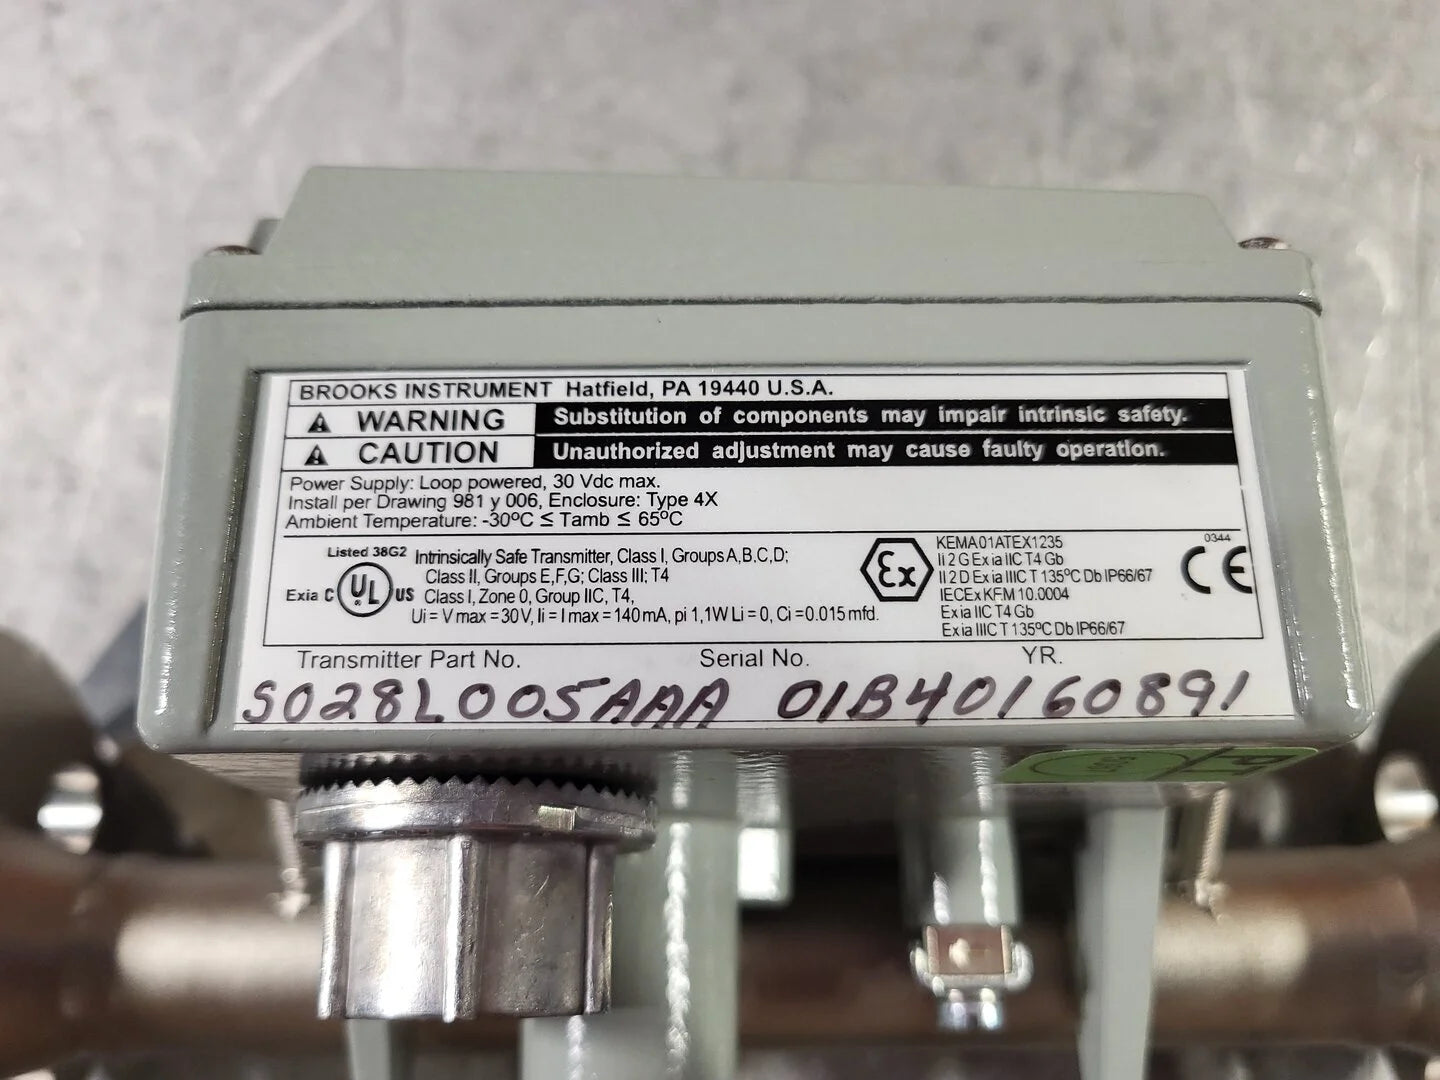 BROOKS INSTRUMENT Hatfield, PA 19440 U.S.A.
WARNING Substitution of components may impair intrinsic safety.
CAUTION Unauthorized adjustment may cause faulty operation.
Power Supply: Loop powered, 30 Vdc max.
Install per Drawing 981 y 006, Enclosure: Type 4X
Ambient Temperature: -30ºC ≤ Tamb ≤ 65ºC
Listed 38G2
Exia C UL US
Intrinsically Safe Transmitter, Class I, Groups A,B,C,D;
Class II, Groups E,F,G; Class III; T4
Class I, Zone 0, Group IIC, T4,
Ui = V max = 30V, Ii = I max = 140 mA, pi 1,1W Li = 0, Ci = 0.015 mfd.
Ex
KEMA01ATEX1235
Ii 2 G Ex ia IIC T4 Gb
II 2 D Ex ia IIIC T 135ºC Db IP66/67
IECEx KFM 10.0004
Ex ia IIC T4 Gb
Ex ia IIIC T 135ºC Db IP66/67
0344
CE
Transmitter Part No. Serial No. YR.
S028L005AAA 01B40160891